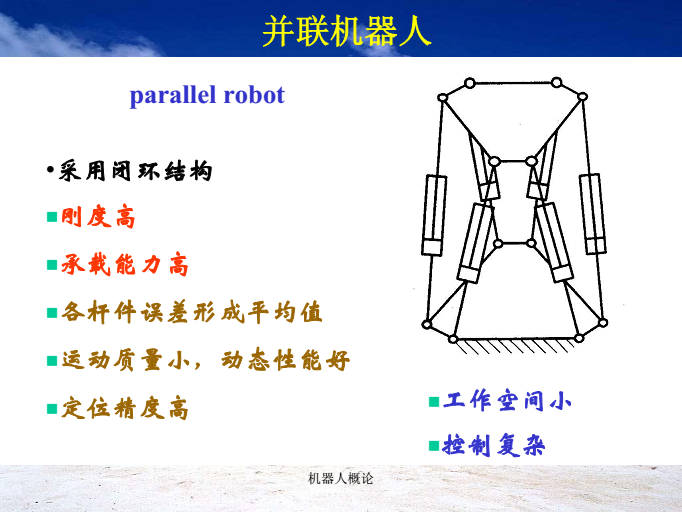 并联机器人
parallel robot
•采用闭环结构
■刚度高
■承载能力高
■各杆件误差形成平均值
■运动质量小，动态性能好
■定位精度高
■工作空间小
■控制复杂
机器人概论